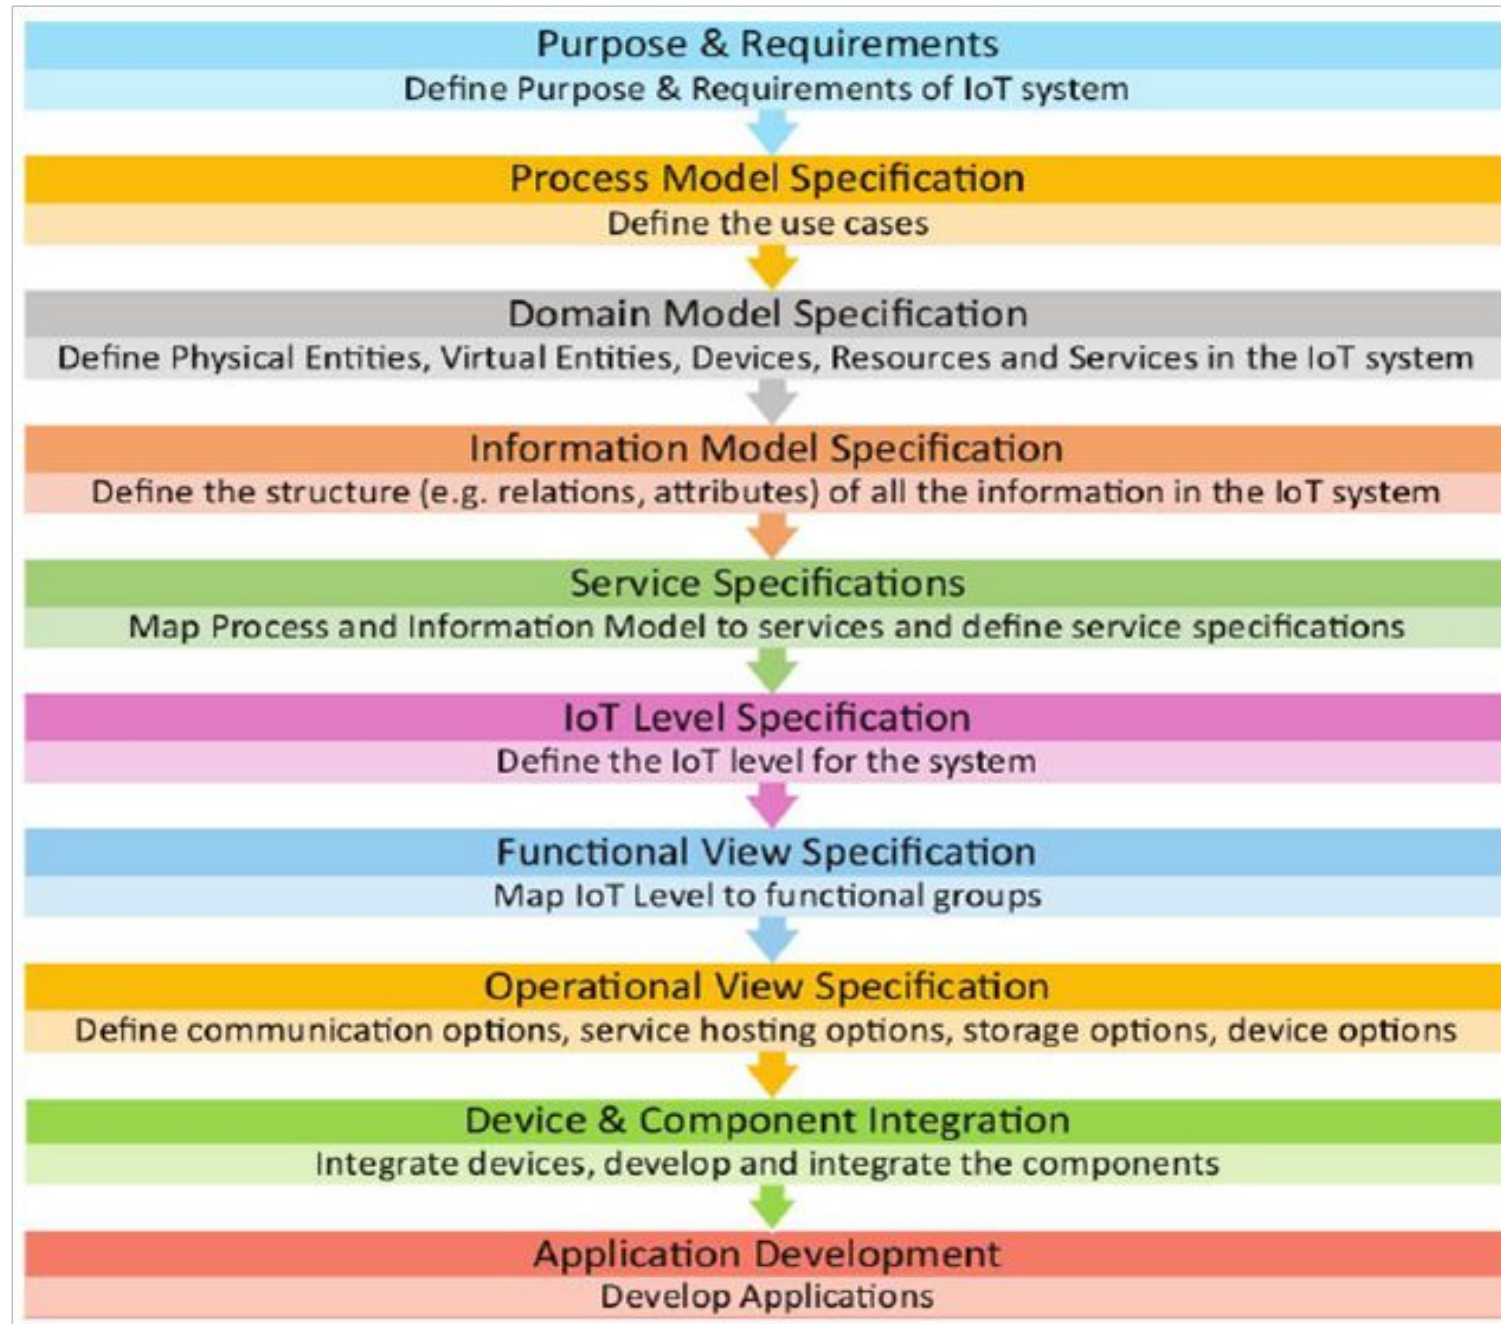 Purpose & Requirements
Define Purpose & Requirements of IoT system
Process Model Specification
Define the use cases
Domain Model Specification
Define Physical Entities, Virtual Entities, Devices, Resources and Services in the IoT system
Information Model Specification
Define the structure (e.g. relations, attributes) of all the information in the IoT system
Service Specifications
Map Process and Information Model to services and define service specifications
IoT Level Specification
Define the IoT level for the system
Functional View Specification
Map IoT Level to functional groups
Operational View Specification
Define communication options, service hosting options, storage options, device options
Device & Component Integration
Integrate devices, develop and integrate the components
Application Development
Develop Applications